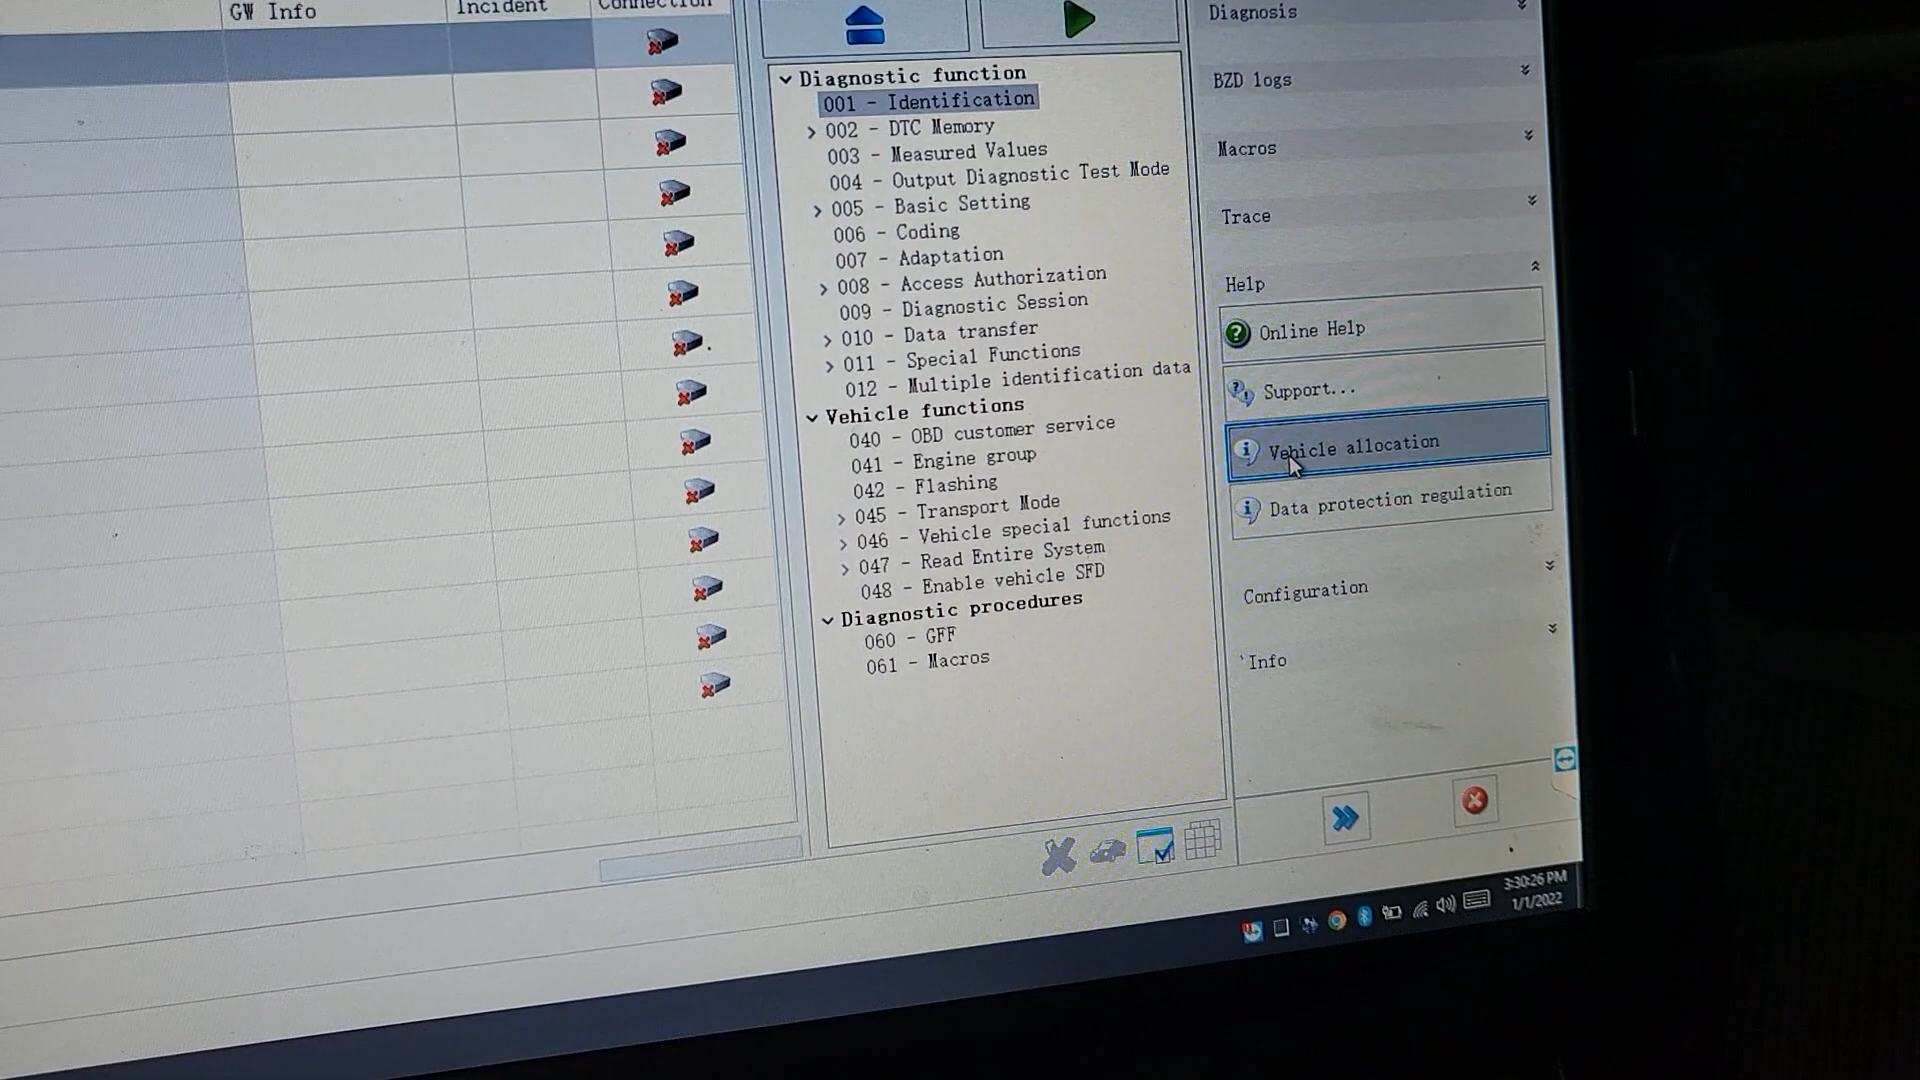 GW Info
Incident
Connection
Diagnostic function
001 - Identification
002 - DTC Memory
003 - Measured Values
004 - Output Diagnostic Test Mode
005 - Basic Setting
006 - Coding
007 - Adaptation
008 - Access Authorization
009 - Diagnostic Session
010 - Data transfer
011 - Special Functions
012 - Multiple identification data
Vehicle functions
040 - OBD customer service
041 - Engine group
042 - Flashing
045 - Transport Mode
046 - Vehicle special functions
047 - Read Entire System
048 - Enable vehicle SFD
Diagnostic procedures
060 - GFF
061 - Macros
Diagnosis
BZD logs
Macros
Trace
Help
Online Help
Support...
Vehicle allocation
Data protection regulation
Configuration
Info
3:30:26 PM
1/1/2022